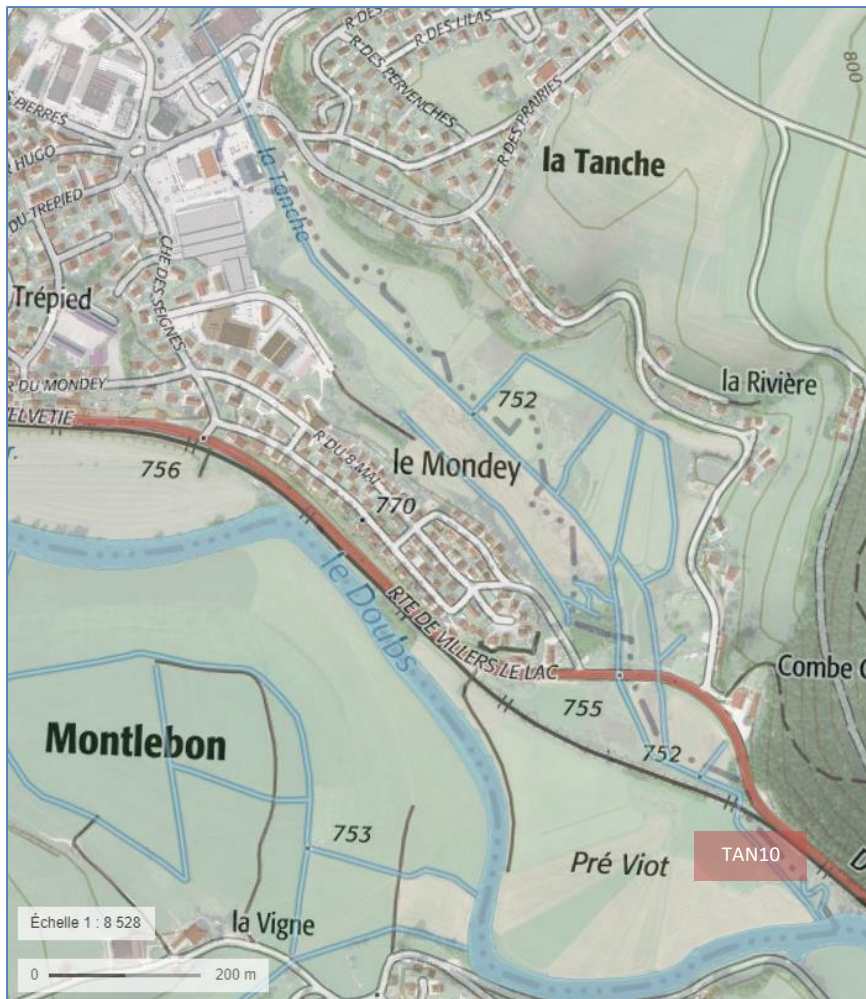 R DES LILAS
R DES PERVENCHES
800
PIERRES
R HUGO
R DES PRAIRIES
la Tanche
la Tanche
DU TREPIED
CHE DES SEIGNES
Trépied
la Rivière
R DU MONDEY
752
HELVETIE
le Mondey
756
R DU 8 MAI
770
le Doubs
RTE DE VILLERS LE LAC
Combe
755
Montlebon
752
753
TAN10
Pré Viot
Échelle 1 : 8 528
la Vigne
0 200 m